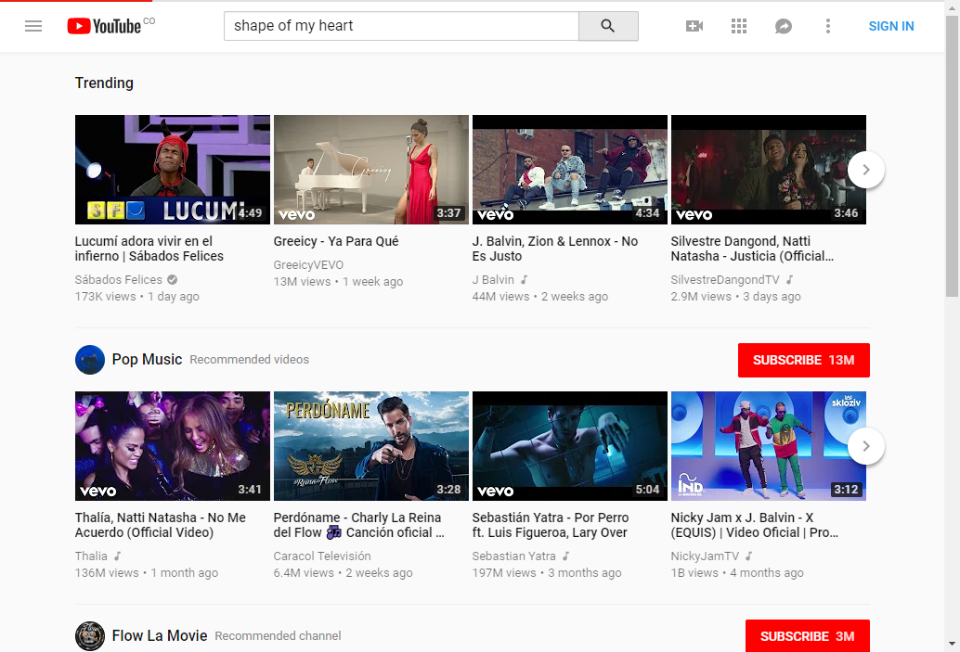 YouTube CO
shape of my heart
SIGN IN
Trending
SFJ LUCUMÍ 4:49
vevo 3:37
vevo 4:34
vevo 3:46
Lucumí adora vivir en el
infierno | Sábados Felices
Sábados Felices
173K views • 1 day ago
Greeicy - Ya Para Qué
GreeicyVEVO
13M views • 1 week ago
J. Balvin, Zion & Lennox - No
Es Justo
J Balvin
44M views • 2 weeks ago
Silvestre Dangond, Natti
Natasha - Justicia (Official...
SilvestreDangondTV
2.9M views • 3 days ago
Pop Music Recommended videos
SUBSCRIBE 13M
vevo 3:41
PERDÓNAME
La Reina del Flow
3:28
vevo 5:04
skloziv
IND
3:12
Thalía, Natti Natasha - No Me
Acuerdo (Official Video)
Thalia
136M views • 1 month ago
Perdóname - Charly La Reina
del Flow 🎶 Canción oficial ...
Caracol Televisión
6.4M views • 2 weeks ago
Sebastián Yatra - Por Perro
ft. Luis Figueroa, Lary Over
Sebastian Yatra
197M views • 3 months ago
Nicky Jam x J. Balvin - X
(EQUIS) | Video Oficial | Pro...
NickyJamTV
1B views • 4 months ago
Flow La Movie Recommended channel
SUBSCRIBE 3M